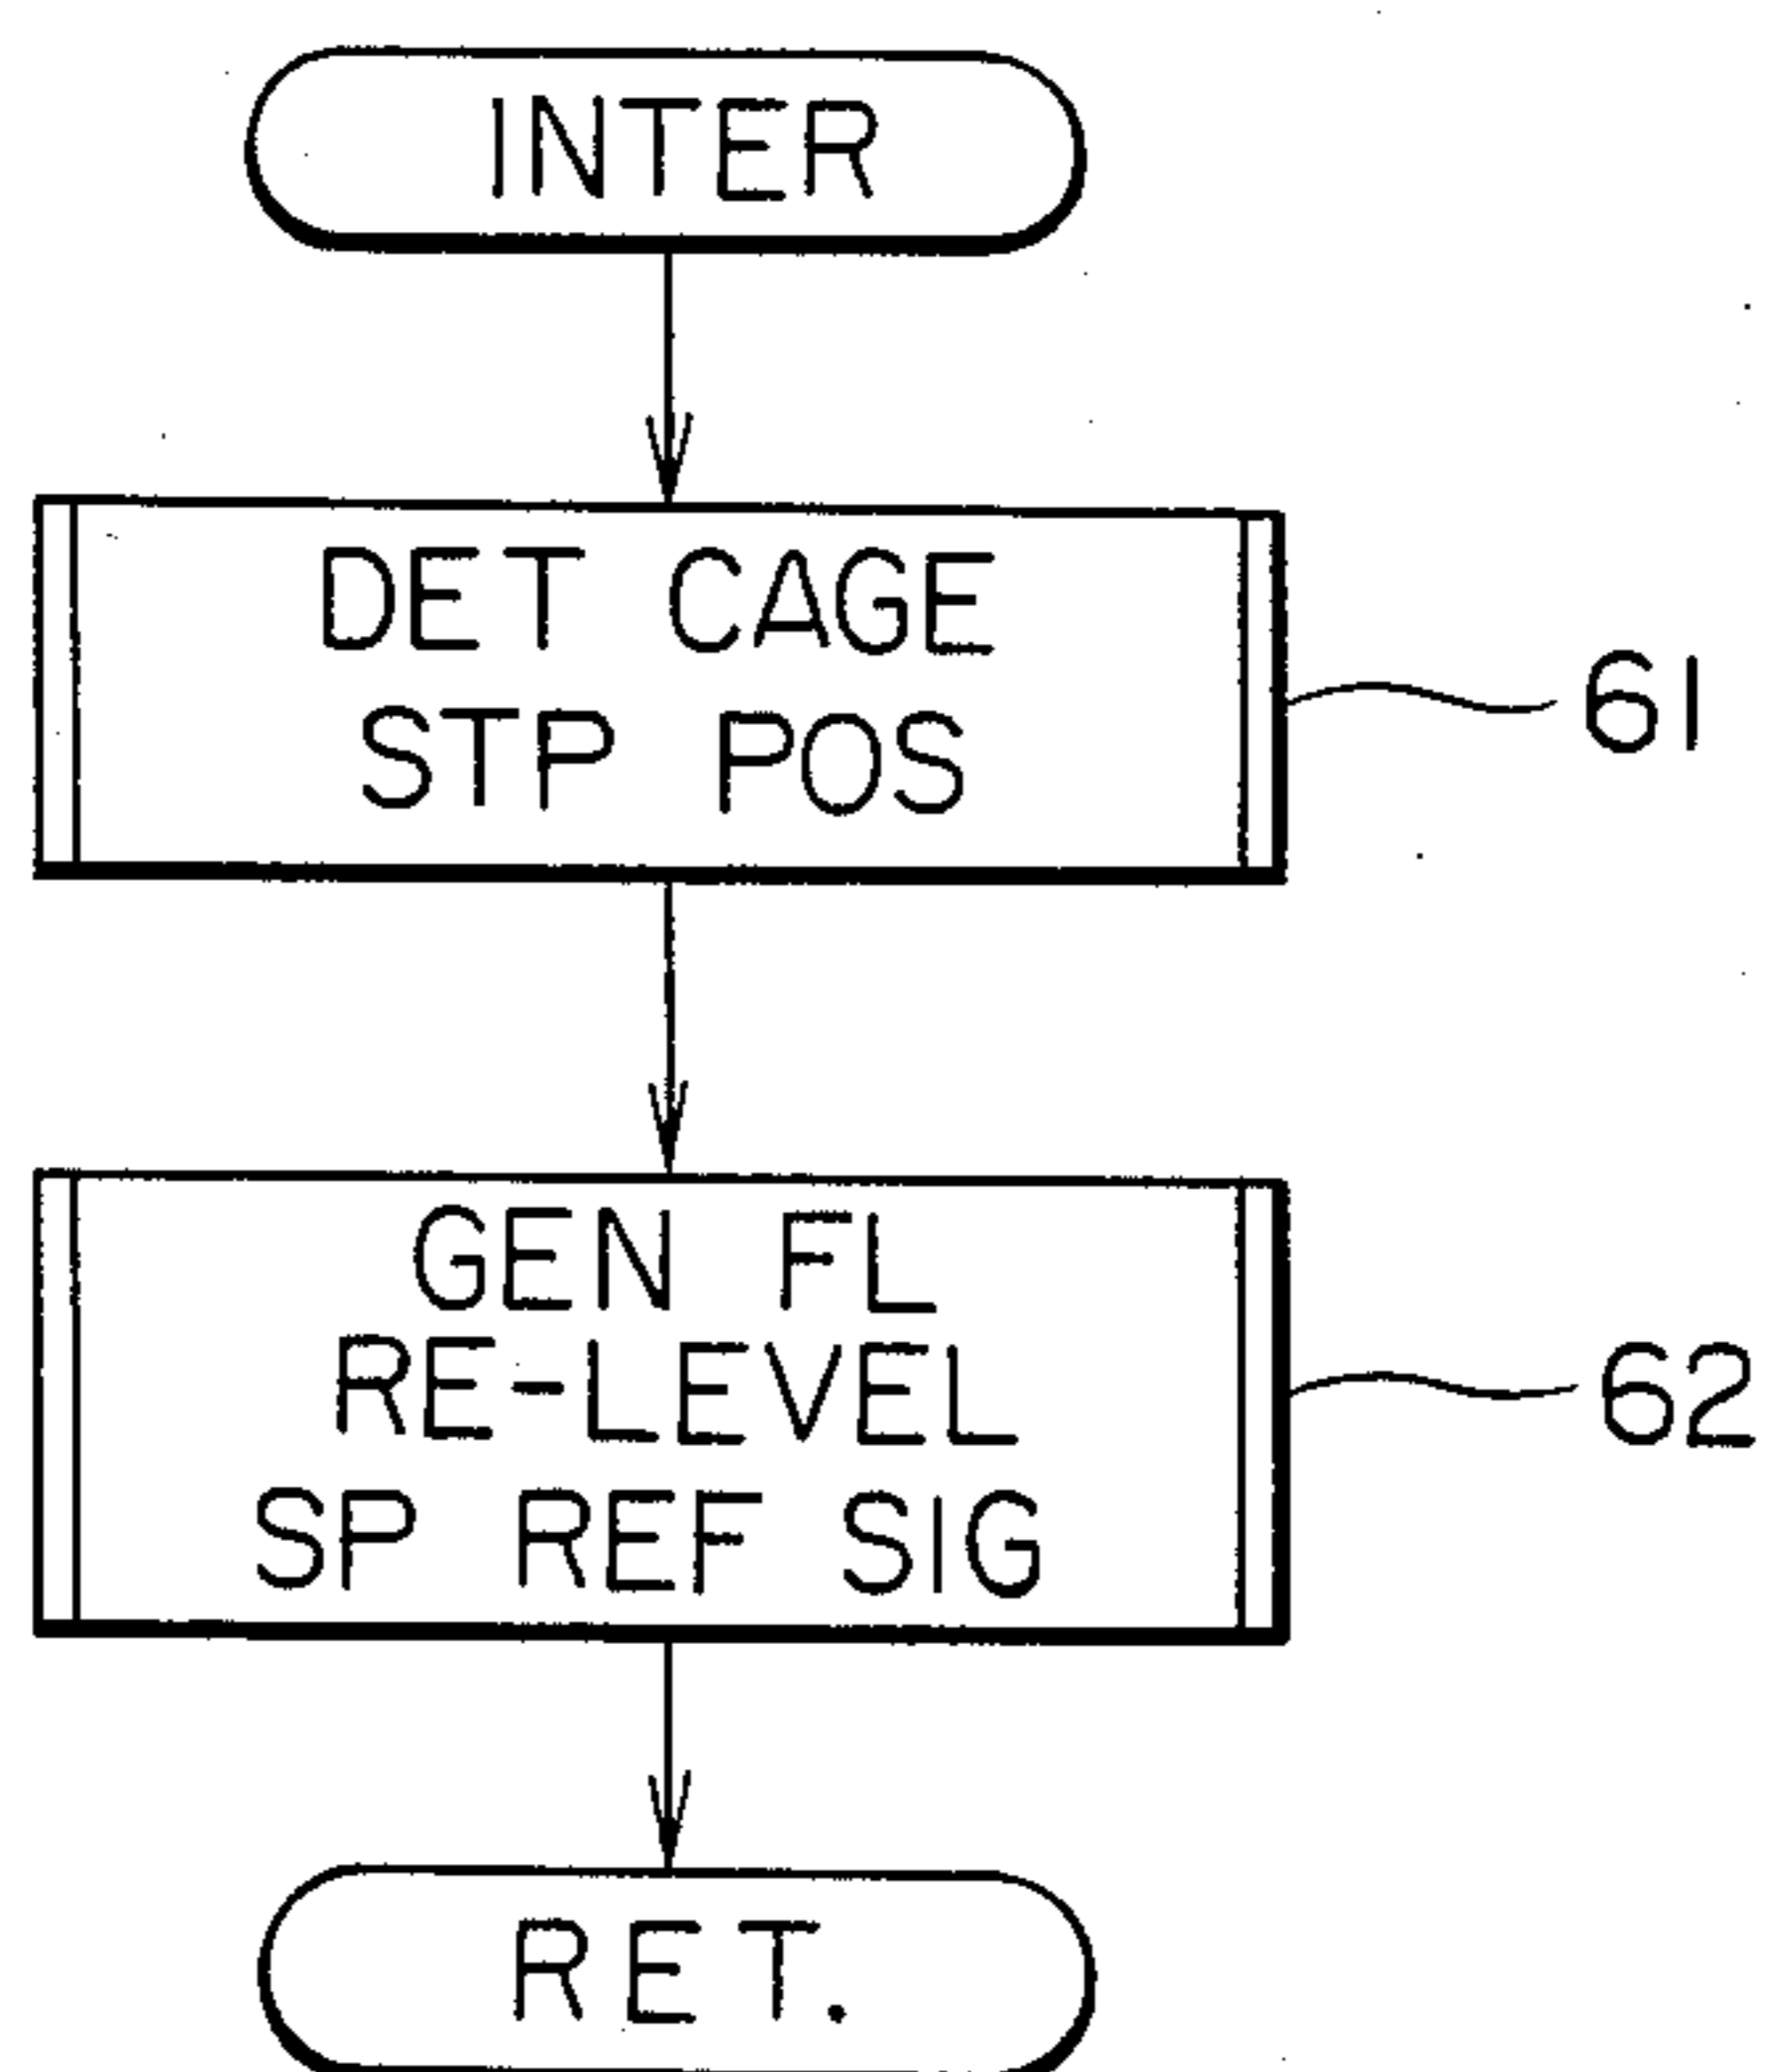 INTER
DET CAGE
STP POS
61
GEN FL
RE-LEVEL
SP REF SIG
62
RET.